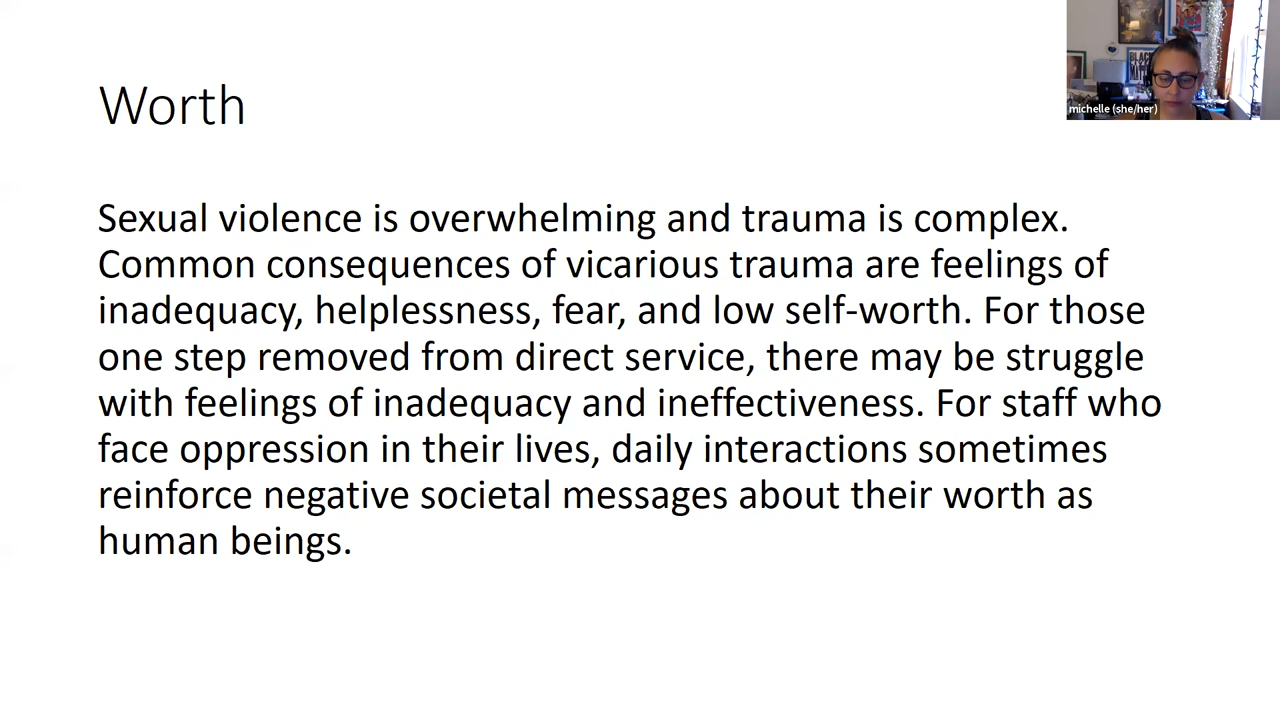 Worth
Sexual violence is overwhelming and trauma is complex.
Common consequences of vicarious trauma are feelings of
inadequacy, helplessness, fear, and low self-worth. For those
one step removed from direct service, there may be struggle
with feelings of inadequacy and ineffectiveness. For staff who
face oppression in their lives, daily interactions sometimes
reinforce negative societal messages about their worth as
human beings.
michelle (she/her)